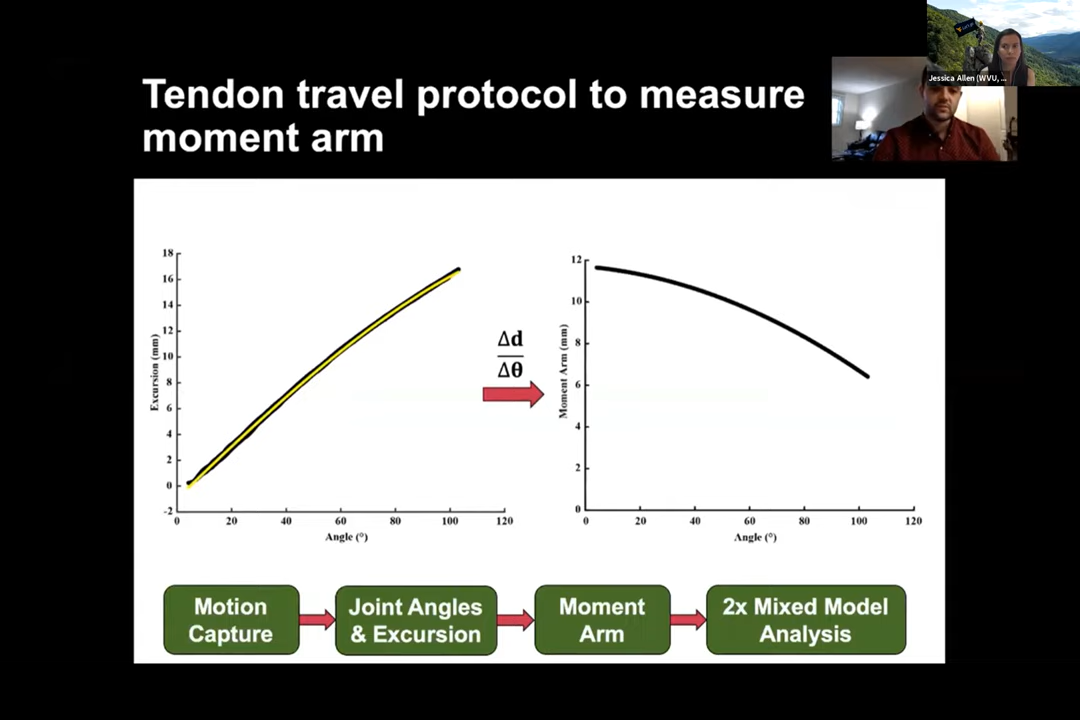 Jessica Allen (WVU, ...
Tendon travel protocol to measure
moment arm
18
16
14
12
10
8
6
4
2
0
-2
0
20
40
60
80
100
120
Excursion (mm)
Angle (°)
Δd
Δθ
12
10
8
6
4
2
0
0
20
40
60
80
100
120
Moment Arm (mm)
Angle (°)
Motion
Capture
Joint Angles
& Excursion
Moment
Arm
2x Mixed Model
Analysis